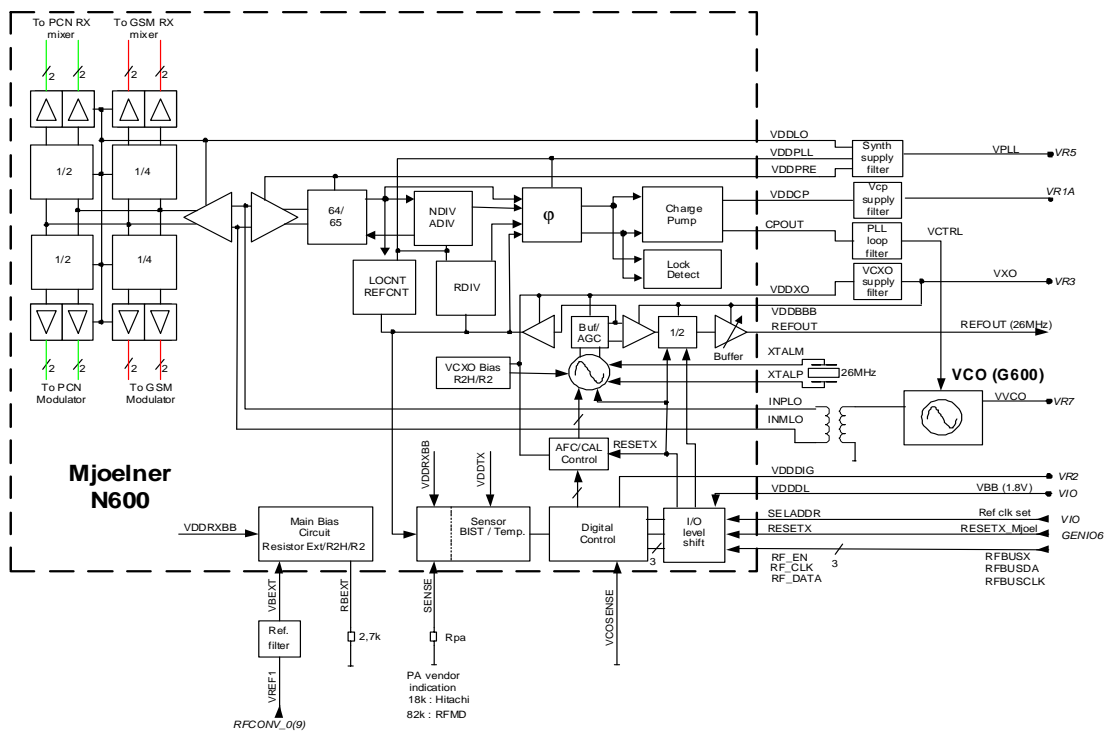 To PCN RX
mixer
To GSM RX
mixer
2
2
2
2
1/2
1/4
1/2
1/4
2
2
2
2
To PCN
Modulator
To GSM
Modulator
64/
65
NDIV
ADIV
φ
Charge
Pump
Lock
Detect
LOCNT
REFCNT
RDIV
Buf/
AGC
1/2
Buffer
VCXO Bias
R2H/R2
AFC/CAL
Control
RESETX
VDDLO
VDDPLL
VDDPRE
VDDCP
CPOUT
VDDXO
VDDBBB
REFOUT
XTALM
XTALP
INPLO
INMLO
VDDDIG
VDDDL
SELADDR
RESETX
RF_EN
RF_CLK
RF_DATA
3
3
Synth
supply
filter
Vcp
supply
filter
PLL
loop
filter
VCXO
supply
filter
VPLL
VR5
VR1A
VCTRL
VXO
VR3
REFOUT (26MHz)
26MHz
VCO (G600)
VVCO
VR7
VR2
VBB (1.8V)
VIO
Ref clk set
VIO
RESETX_Mjoel
GENIO6
RFBUSX
RFBUSDA
RFBUSCLK
Mjoelner
N600
VDDRXBB
Main Bias
Circuit
Resistor Ext/R2H/R2
VDDRXBB
VDDTX
Sensor
BIST / Temp.
Digital
Control
I/O
level
shift
VBEXT
RBEXT
SENSE
VCOSENSE
Ref.
filter
2,7k
Rpa
VREF1
RFCONV_0(9)
PA vendor
indication
18k : Hitachi
82k : RFMD